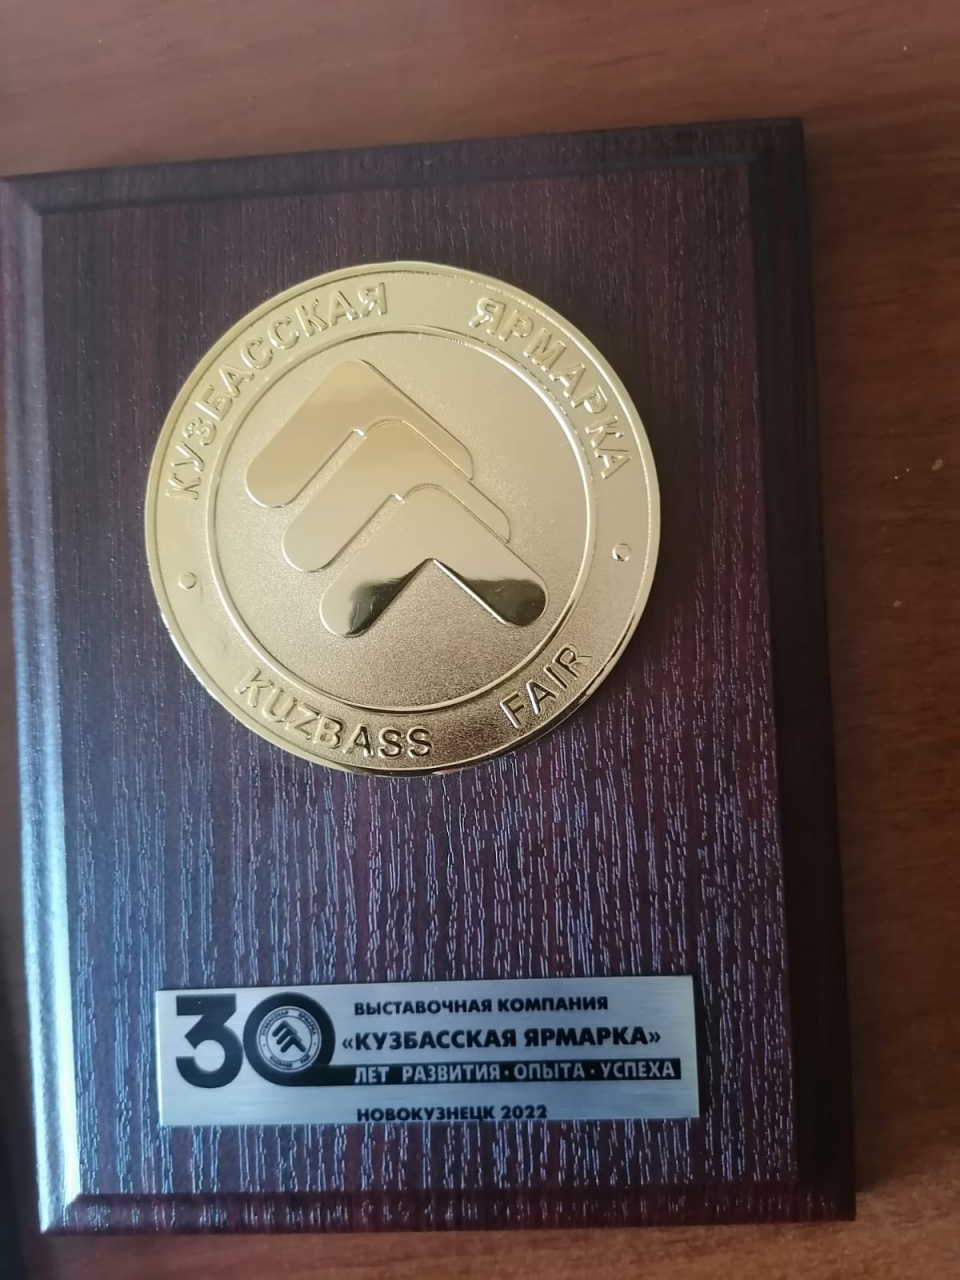 КУЗБАССКАЯ ЯРМАРКА
KUZBASS FAIR
30
ВЫСТАВОЧНАЯ КОМПАНИЯ
«КУЗБАССКАЯ ЯРМАРКА»
ЛЕТ РАЗВИТИЯ · ОПЫТА · УСПЕХА
НОВОКУЗНЕЦК 2022